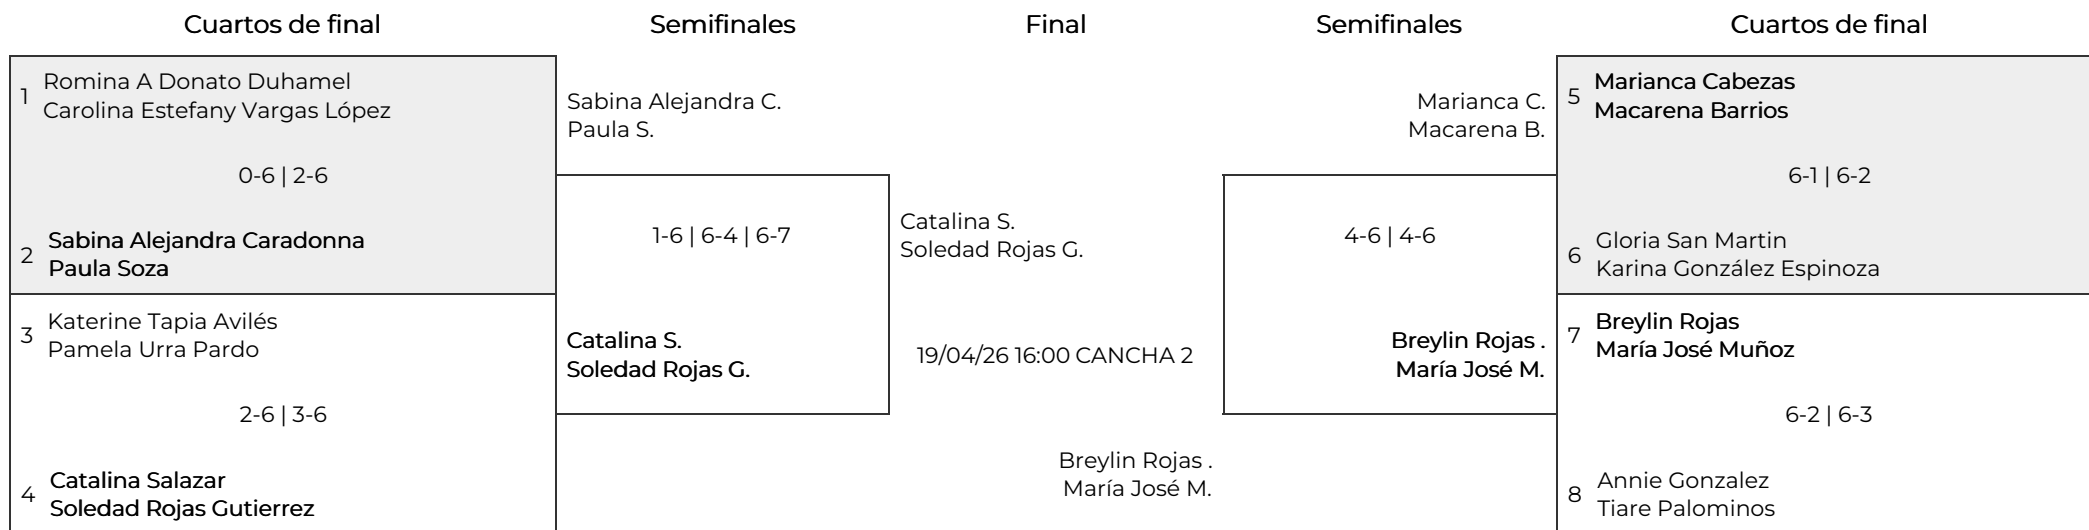 Cuartos de final
Semifinales
Final
Semifinales
Cuartos de final
1
Romina A Donato Duhamel
Carolina Estefany Vargas López
0-6 | 2-6
2
Sabina Alejandra Caradonna
Paula Soza
3
Katerine Tapia Avilés
Pamela Urra Pardo
2-6 | 3-6
4
Catalina Salazar
Soledad Rojas Gutierrez
Sabina Alejandra C.
Paula S.
1-6 | 6-4 | 6-7
Catalina S.
Soledad Rojas G.
Catalina S.
Soledad Rojas G.
19/04/26 16:00 CANCHA 2
Breylin Rojas .
María José M.
Marianca C.
Macarena B.
4-6 | 4-6
Breylin Rojas .
María José M.
5
Marianca Cabezas
Macarena Barrios
6-1 | 6-2
6
Gloria San Martin
Karina González Espinoza
7
Breylin Rojas
María José Muñoz
6-2 | 6-3
8
Annie Gonzalez
Tiare Palominos